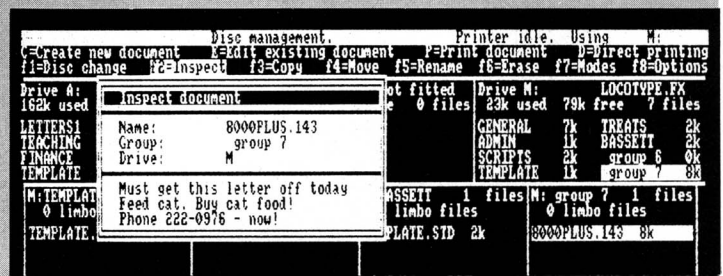 Disc management. Printer idle. Using M:
C=Create new document E=Edit existing document P=Print document D=Direct printing
f1=Disc change f2=Inspect f3=Copy f4=Move f5=Rename f6=Erase f7=Modes f8=Options
Drive A: ot fitted Drive M: LOCOTYPE.FX
162k used e 0 files 23k used 79k free 7 files
Inspect document
LETTERS1 GENERAL 7k TREATS 2k
TEACHING Name: 8000PLUS.143 ADMIN 1k BASSETT 2k
FINANCE Group: group 7 SCRIPTS 2k group 6 0k
TEMPLATE Drive: M TEMPLATE 1k group 7 8k
M:TEMPLAT Must get this letter off today ASSETT 1 files M: group 7 1 files
0 limbo Feed cat. Buy cat food! limbo files 0 limbo files
Phone 222-0976 - now!
TEMPLATE. PLATE.STD 2k 8000PLUS.143 8k